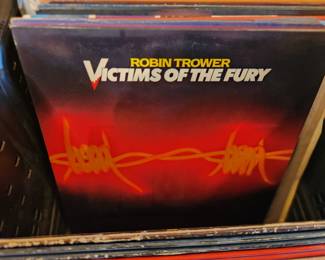 ROBIN TROWER
VICTIMS OF THE FURY